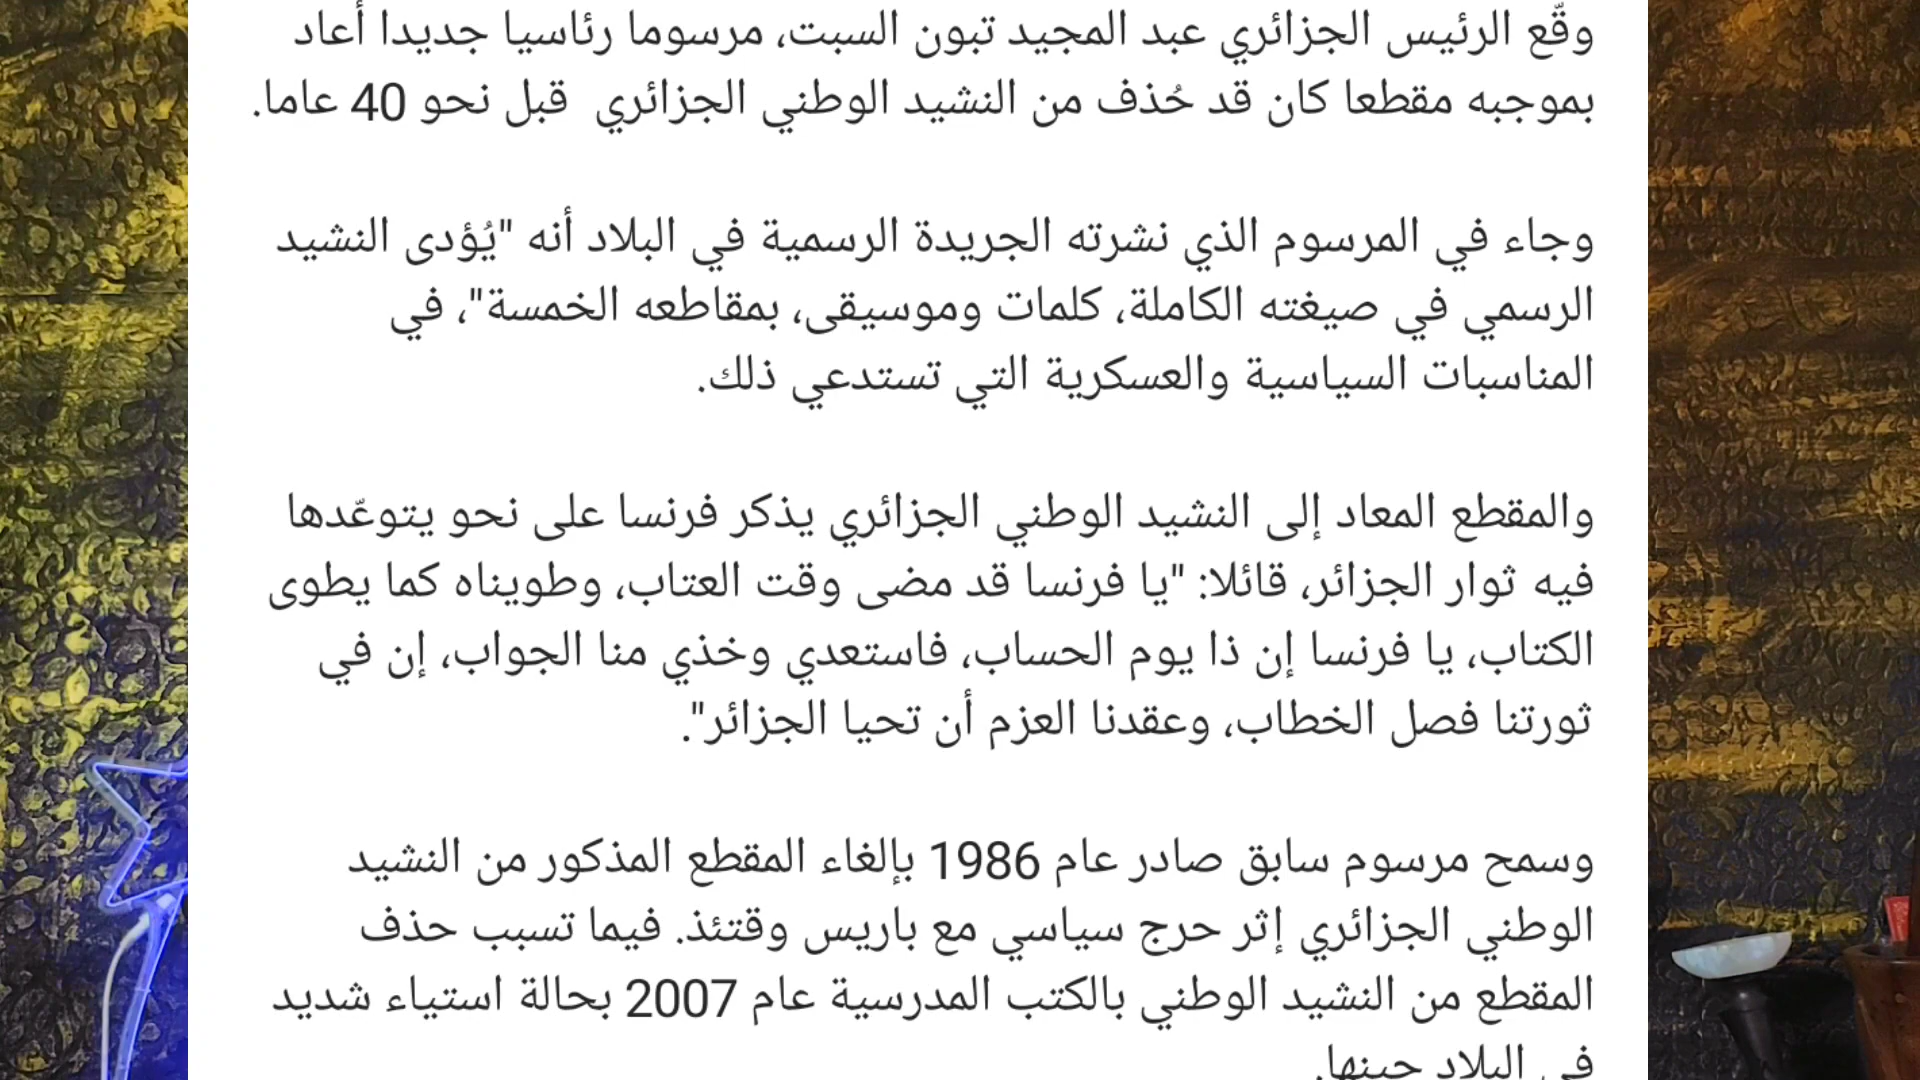 وقّع الرئيس الجزائري عبد المجيد تبون السبت، مرسوما رئاسيا جديدا أعاد
بموجبه مقطعا كان قد حُذف من النشيد الوطني الجزائري قبل نحو 40 عاما.
وجاء في المرسوم الذي نشرته الجريدة الرسمية في البلاد أنه "يُؤدى النشيد
الرسمي في صيغته الكاملة، كلمات وموسيقى، بمقاطعه الخمسة"، في
المناسبات السياسية والعسكرية التي تستدعي ذلك.
والمقطع المعاد إلى النشيد الوطني الجزائري يذكر فرنسا على نحو يتوعّدها
فيه ثوار الجزائر، قائلا: "يا فرنسا قد مضى وقت العتاب، وطويناه كما يطوى
الكتاب، يا فرنسا إن ذا يوم الحساب، فاستعدي وخذي منا الجواب، إن في
ثورتنا فصل الخطاب، وعقدنا العزم أن تحيا الجزائر".
وسمح مرسوم سابق صادر عام 1986 بإلغاء المقطع المذكور من النشيد
الوطني الجزائري إثر حرج سياسي مع باريس وقتئذ. فيما تسبب حذف
المقطع من النشيد الوطني بالكتب المدرسية عام 2007 بحالة استياء شديد
في البلاد حينها.